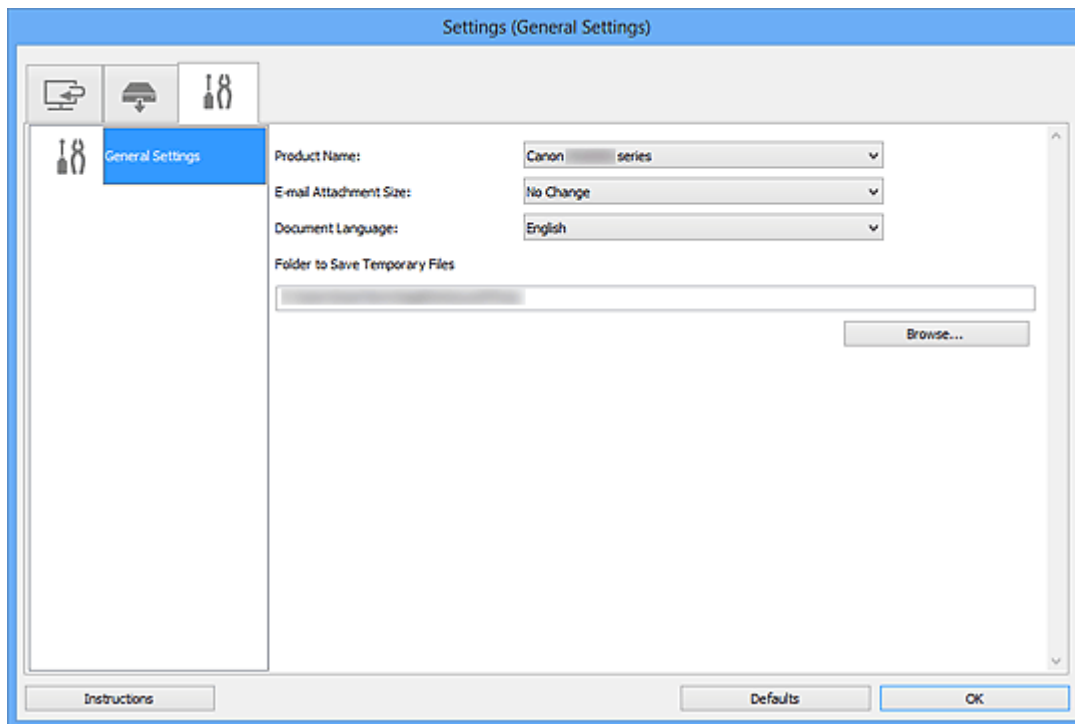 Settings (General Settings)
General Settings
Product Name: Canon series
E-mail Attachment Size: No Change
Document Language: English
Folder to Save Temporary Files
Browse...
Instructions Defaults OK